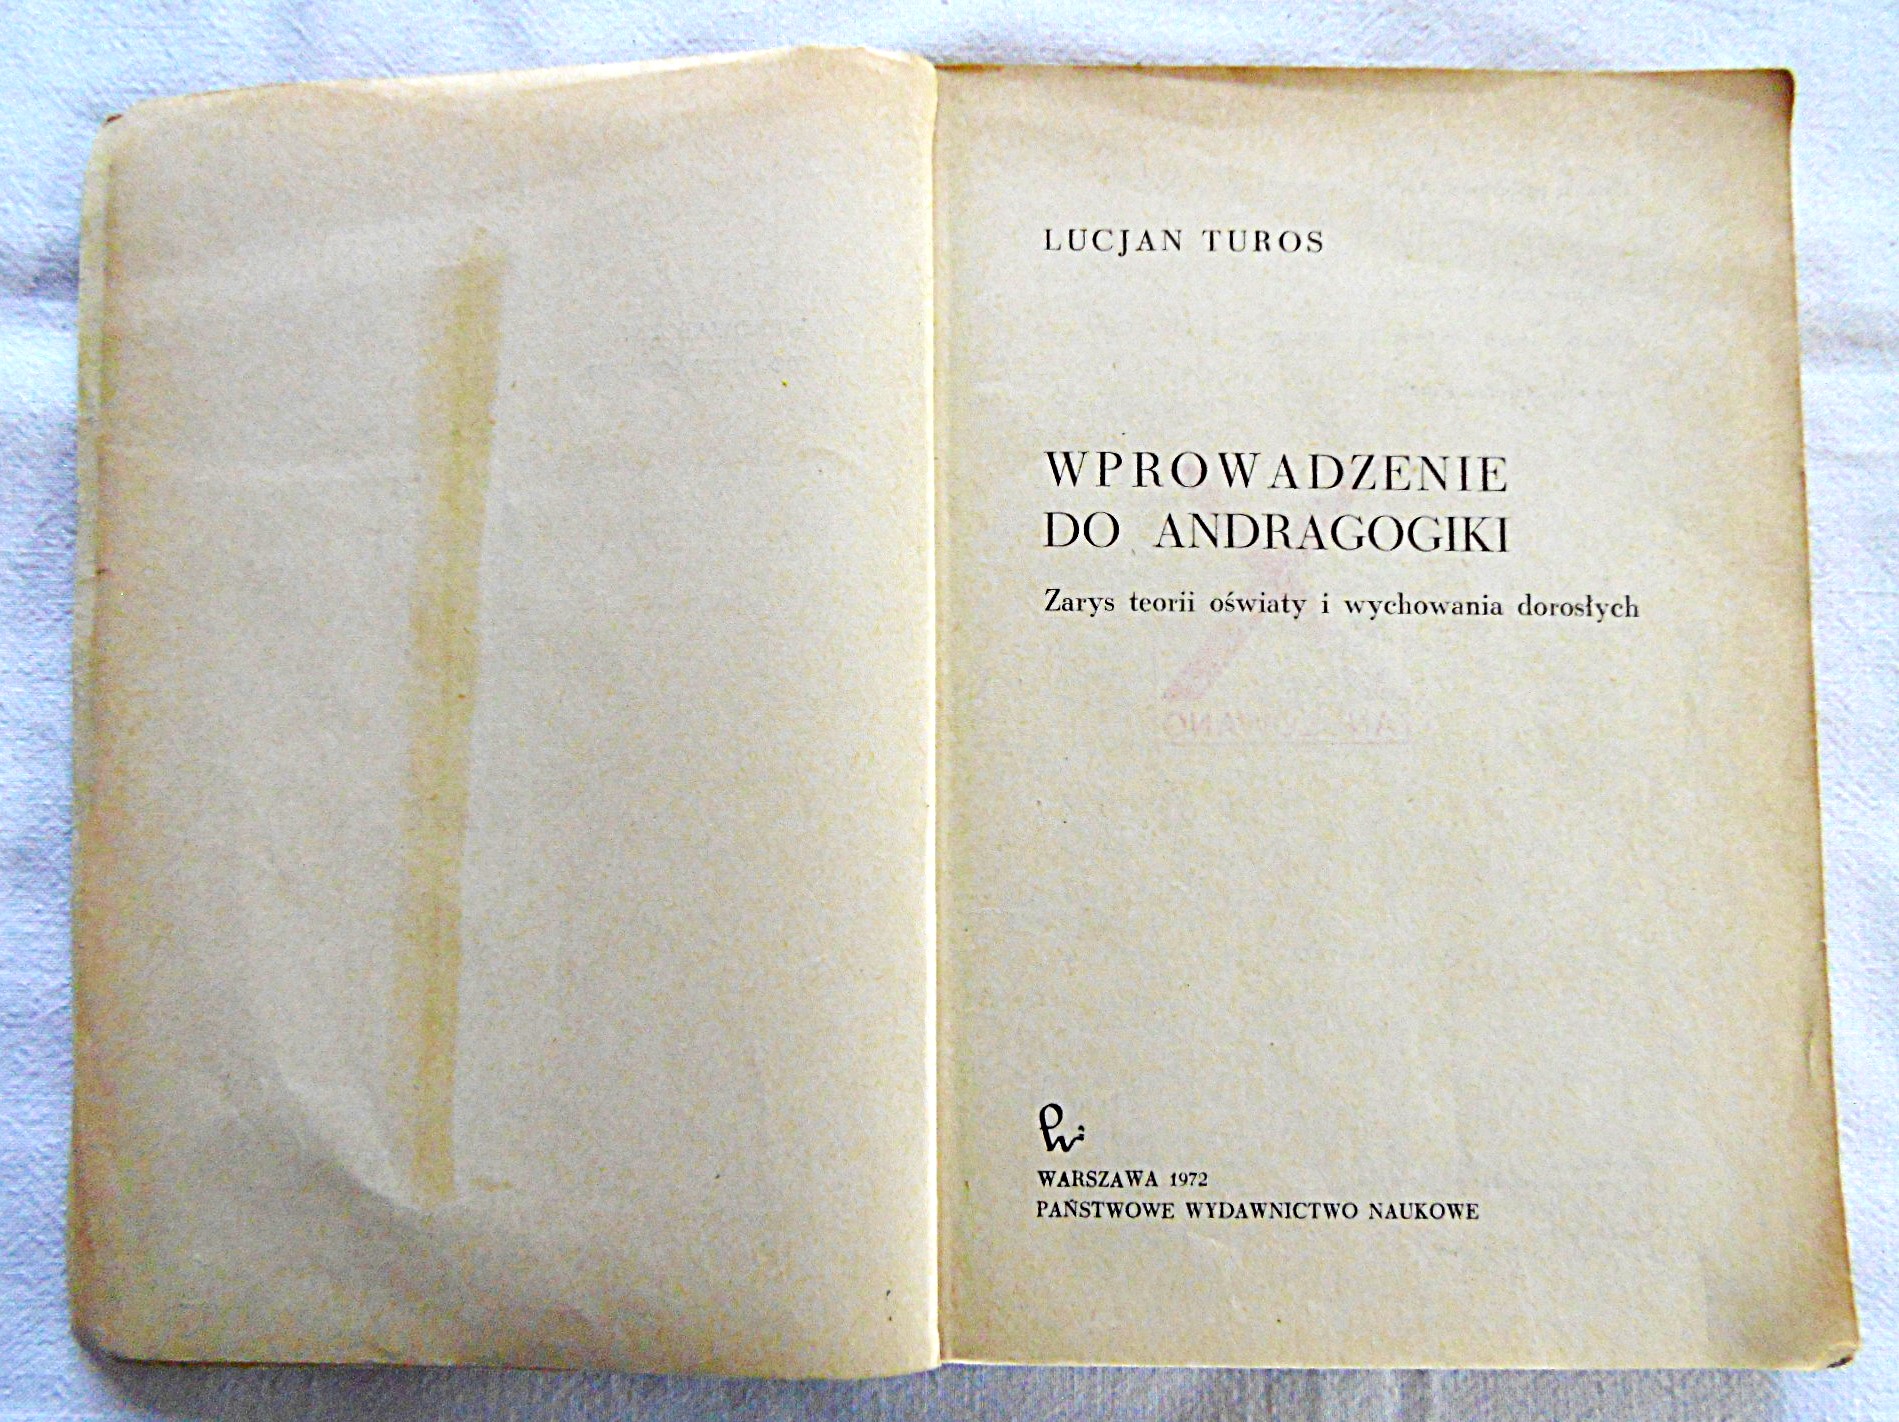 LUCJAN TUROS
WPROWADZENIE
DO ANDRAGOGIKI
Zarys teorii oświaty i wychowania dorosłych
WARSZAWA 1972
PAŃSTWOWE WYDAWNICTWO NAUKOWE